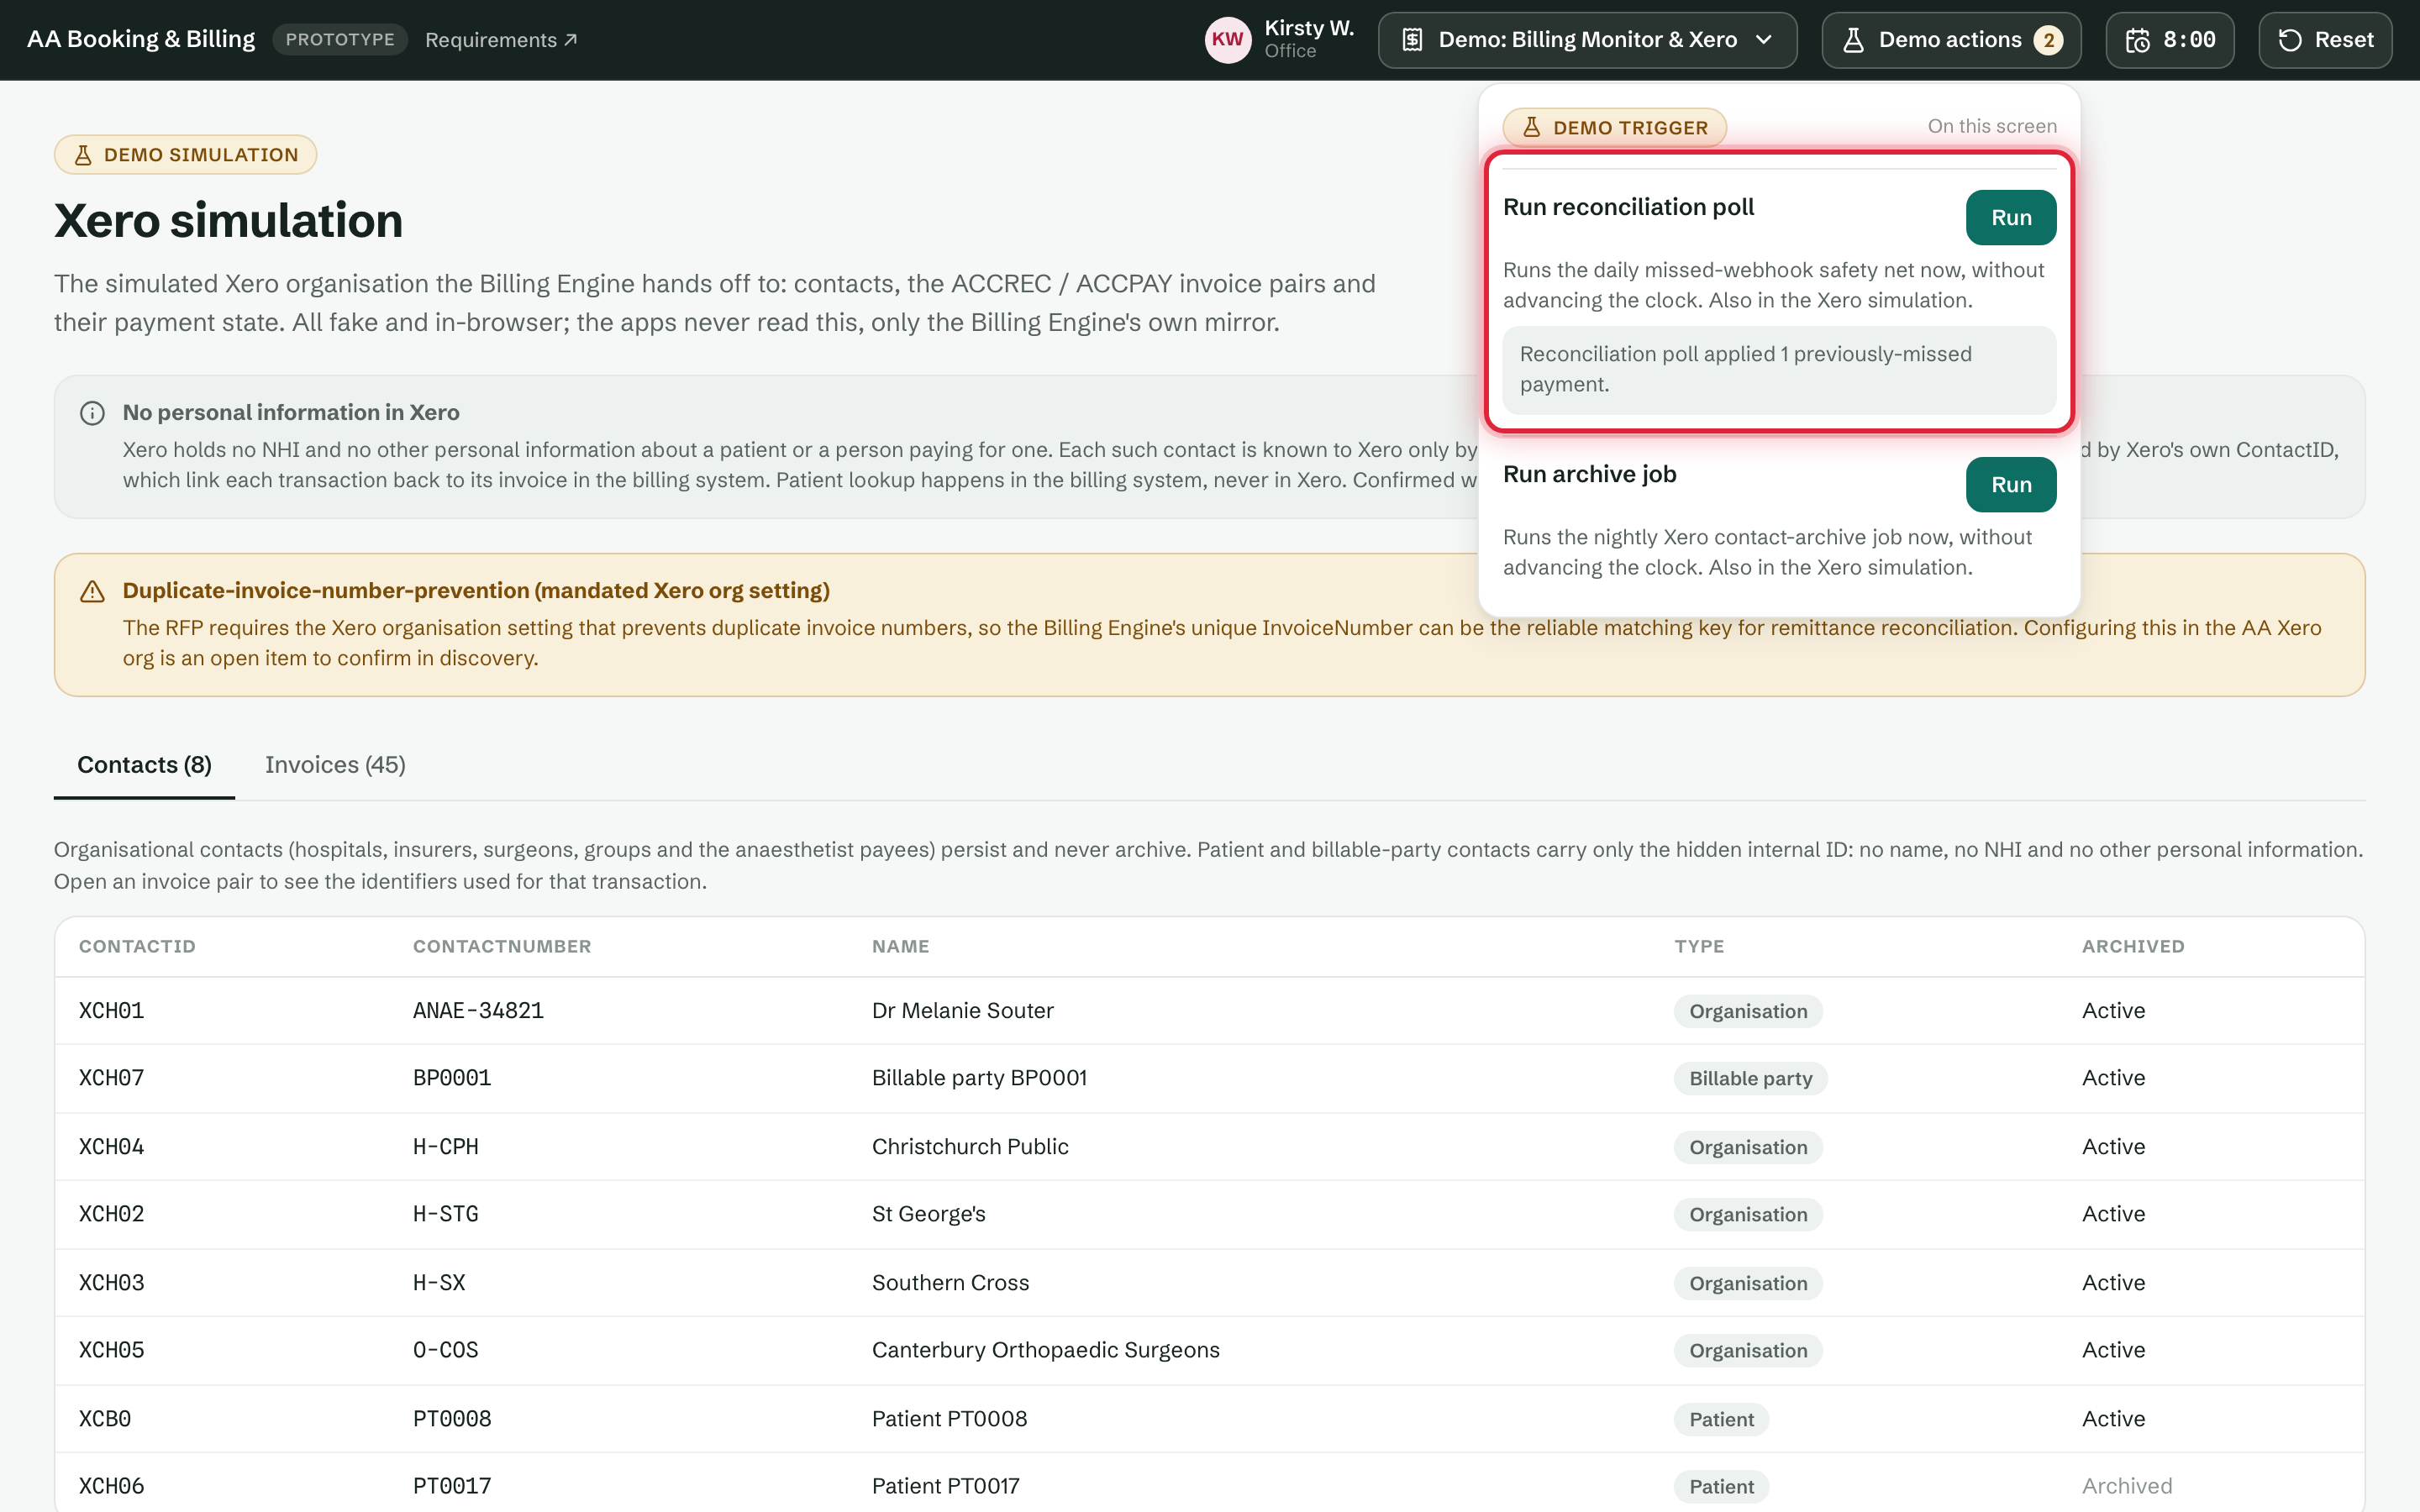 AA Booking & Billing
PROTOTYPE
Requirements ↗
KW
Kirsty W.
Office
Demo: Billing Monitor & Xero
Demo actions 2
8:00
Reset
DEMO SIMULATION
Xero simulation
The simulated Xero organisation the Billing Engine hands off to: contacts, the ACCREC / ACCPAY invoice pairs and
their payment state. All fake and in-browser; the apps never read this, only the Billing Engine's own mirror.
DEMO TRIGGER
On this screen
Run reconciliation poll
Run
Runs the daily missed-webhook safety net now, without
advancing the clock. Also in the Xero simulation.
Reconciliation poll applied 1 previously-missed
payment.
Run archive job
Run
Runs the nightly Xero contact-archive job now, without
advancing the clock. Also in the Xero simulation.
No personal information in Xero
Xero holds no NHI and no other personal information about a patient or a person paying for one. Each such contact is known to Xero only by
d by Xero's own ContactID,
which link each transaction back to its invoice in the billing system. Patient lookup happens in the billing system, never in Xero. Confirmed w
Duplicate-invoice-number-prevention (mandated Xero org setting)
The RFP requires the Xero organisation setting that prevents duplicate invoice numbers, so the Billing Engine's unique InvoiceNumber can be the reliable matching key for remittance reconciliation. Configuring this in the AA Xero
org is an open item to confirm in discovery.
Contacts (8)
Invoices (45)
Organisational contacts (hospitals, insurers, surgeons, groups and the anaesthetist payees) persist and never archive. Patient and billable-party contacts carry only the hidden internal ID: no name, no NHI and no other personal information.
Open an invoice pair to see the identifiers used for that transaction.
CONTACTID CONTACTNUMBER NAME TYPE ARCHIVED
XCH01 ANAE-34821 Dr Melanie Souter Organisation Active
XCH07 BP0001 Billable party BP0001 Billable party Active
XCH04 H-CPH Christchurch Public Organisation Active
XCH02 H-STG St George's Organisation Active
XCH03 H-SX Southern Cross Organisation Active
XCH05 O-COS Canterbury Orthopaedic Surgeons Organisation Active
XCB0 PT0008 Patient PT0008 Patient Active
XCH06 PT0017 Patient PT0017 Patient Archived